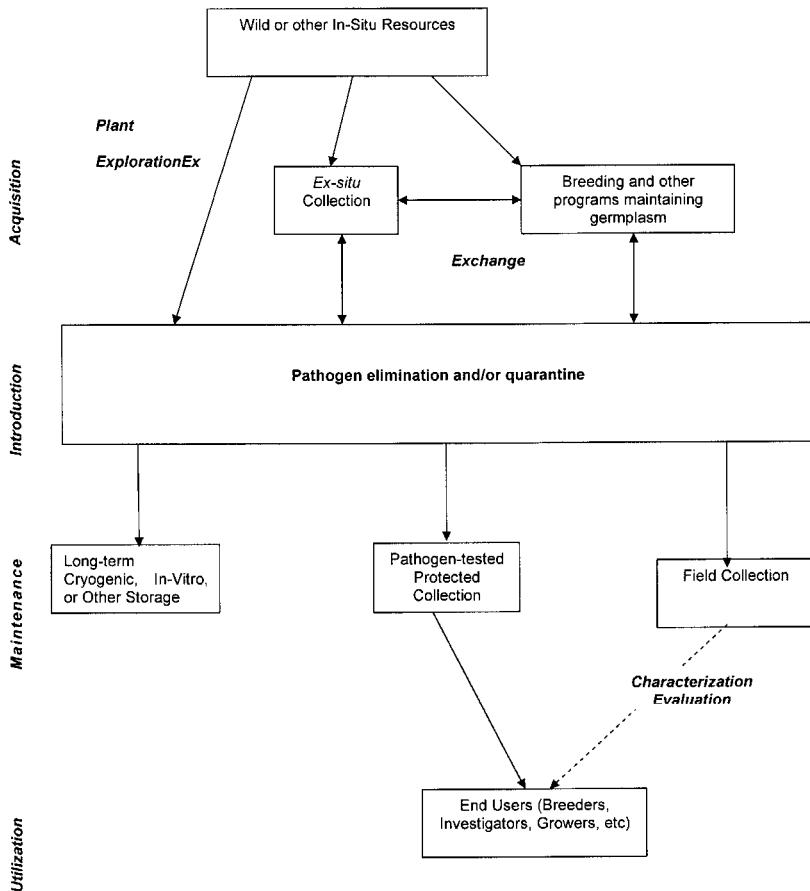 Wild or other In-Situ Resources
Plant
ExplorationEx
Acquisition
Ex-situ
Collection
Breeding and other
programs maintaining
germplasm
Exchange
Introduction
Pathogen elimination and/or quarantine
Maintenance
Long-term
Cryogenic, In-Vitro,
or Other Storage
Pathogen-tested
Protected
Collection
Field Collection
Characterization
Evaluation
Utilization
End Users (Breeders,
Investigators, Growers, etc)